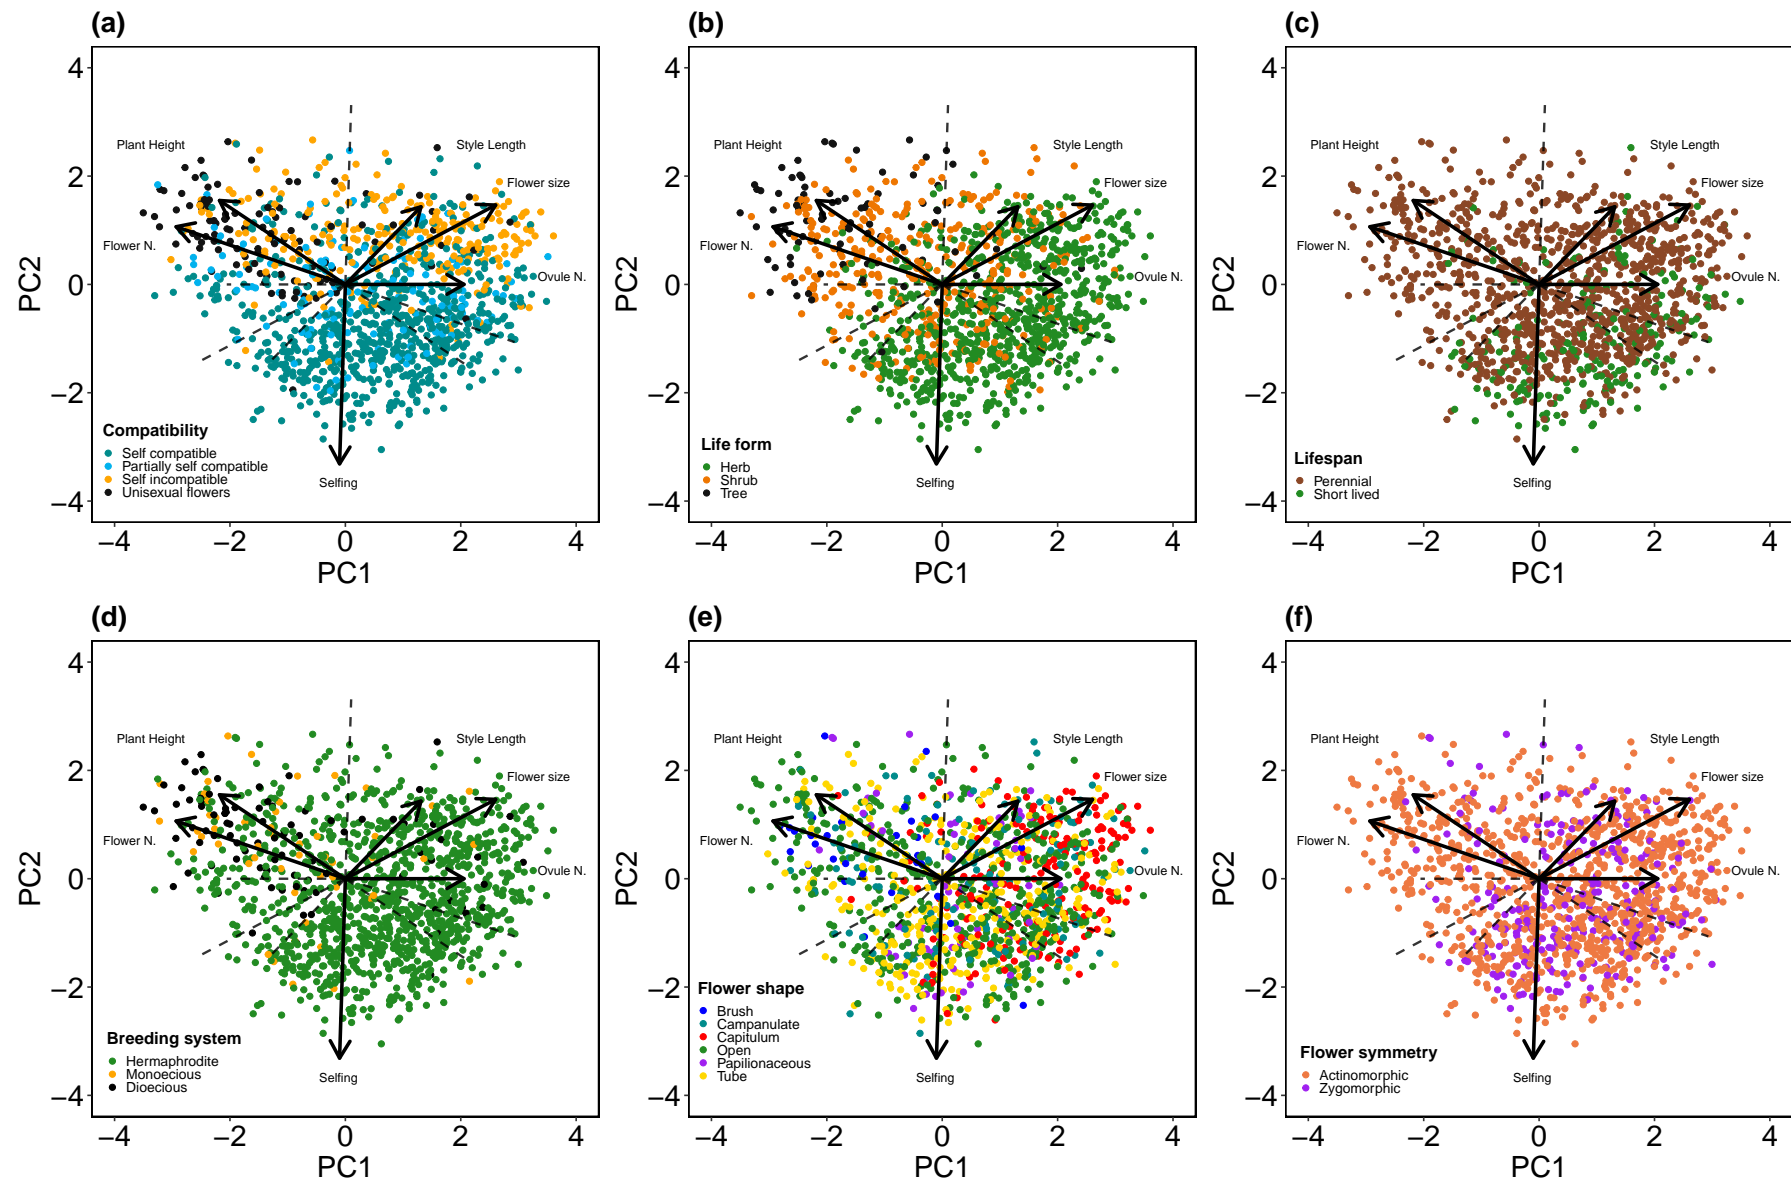 (a)
(b)
(c)
4
2
0
−2
−4
PC2
Plant Height
Style Length
Flower size
Flower N.
Ovule N.
Selfing
Compatibility
Self compatible
Partially self compatible
Self incompatible
Unisexual flowers
−4
−2
0
2
4
PC1
4
2
0
−2
−4
PC2
Plant Height
Style Length
Flower size
Flower N.
Ovule N.
Selfing
Life form
Herb
Shrub
Tree
−4
−2
0
2
4
PC1
4
2
0
−2
−4
PC2
Plant Height
Style Length
Flower size
Flower N.
Ovule N.
Selfing
Lifespan
Perennial
Short lived
−4
−2
0
2
4
PC1
(d)
(e)
(f)
4
2
0
−2
−4
PC2
Plant Height
Style Length
Flower size
Flower N.
Ovule N.
Selfing
Breeding system
Hermaphrodite
Monoecious
Dioecious
−4
−2
0
2
4
PC1
4
2
0
−2
−4
PC2
Plant Height
Style Length
Flower size
Flower N.
Ovule N.
Selfing
Flower shape
Brush
Campanulate
Capitulum
Open
Papilionaceous
Tube
−4
−2
0
2
4
PC1
4
2
0
−2
−4
PC2
Plant Height
Style Length
Flower size
Flower N.
Ovule N.
Selfing
Flower symmetry
Actinomorphic
Zygomorphic
−4
−2
0
2
4
PC1